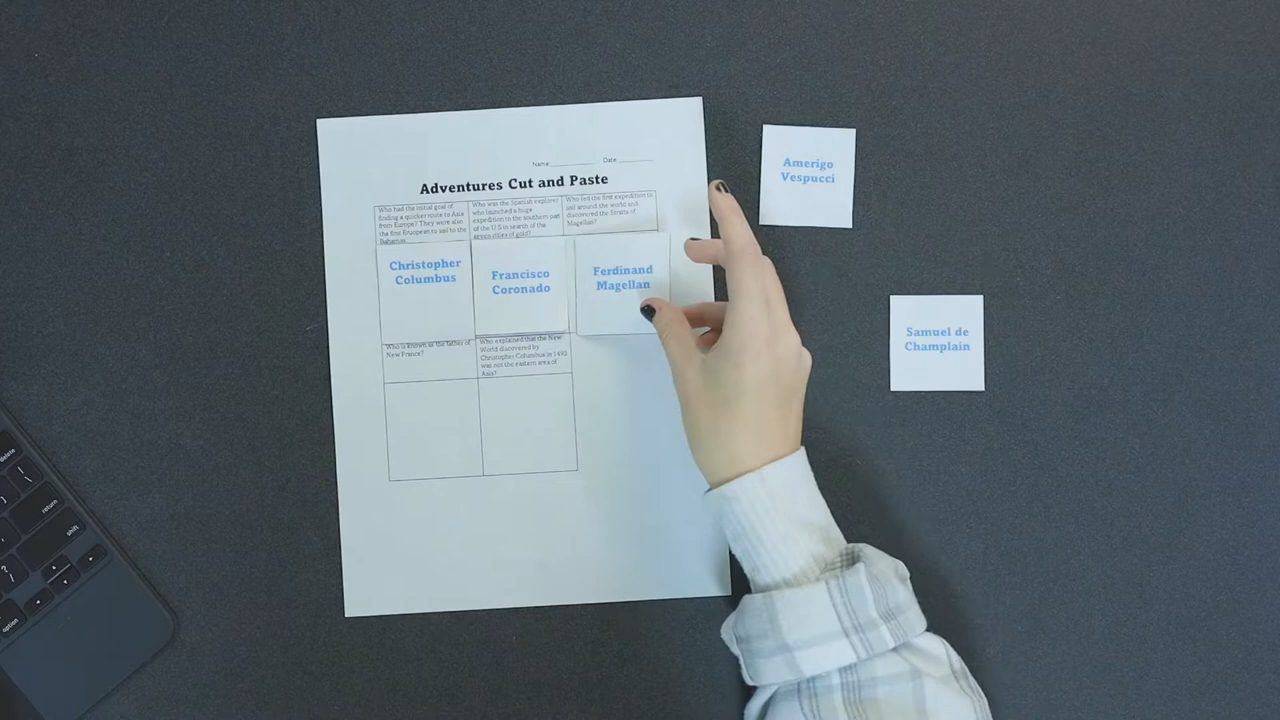 Name Date
Adventures Cut and Paste
Who had the initial goal of
finding a quicker route to Asia
from Europe? They were also
the first Eruopean to sail to the
Bahamas
Who was the Spanish explorer
who launched a huge
expedition to the southern part
of the U.S in search of the
seven cities of gold?
Who led the first expedition to
sail around the world and
discovered the Straits of
Magellan?
Christopher
Columbus
Francisco
Coronado
Ferdinand
Magellan
Who is known as the father of
New France?
Who explained that the New
World discovered by
Christopher Columbus in 1492
was not the eastern area of
Asia?
Amerigo
Vespucci
Samuel de
Champlain
delete
return
shift
option